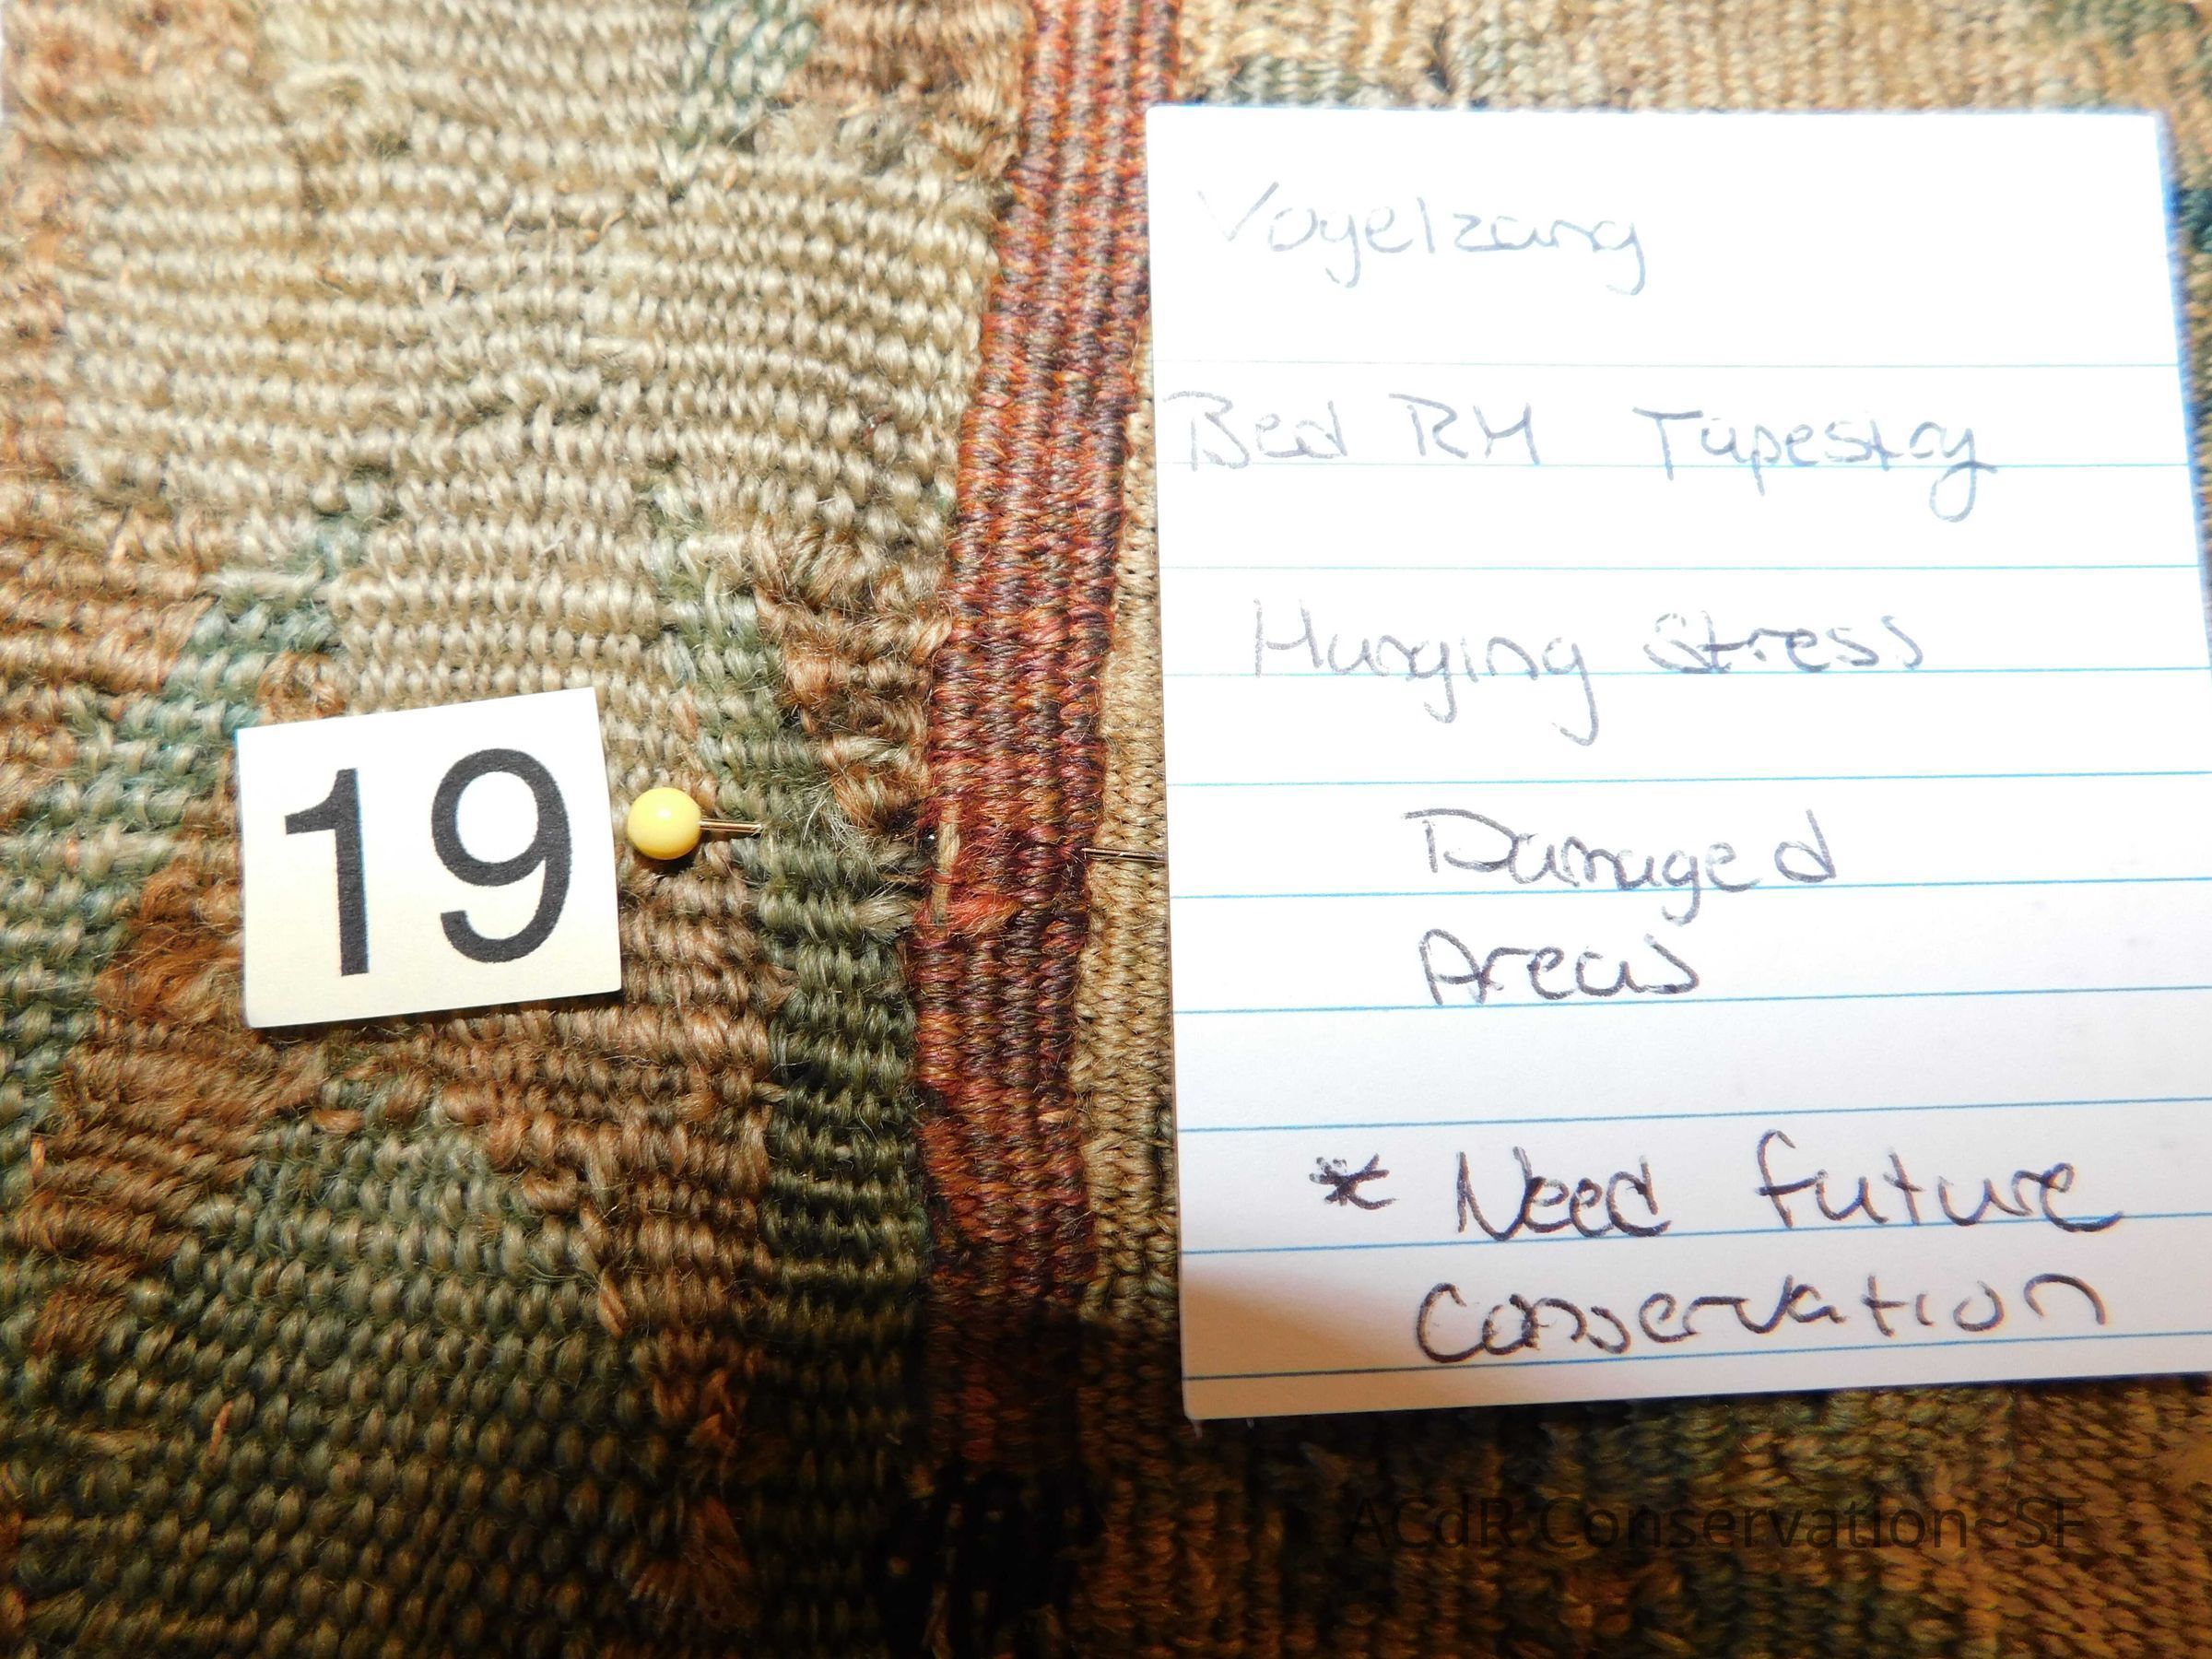 Vogelzang
Bed RM Tapestry
Hanging Stress
Damaged
Areas
* Need future
Conservation
19
ACdR Conservation- SF